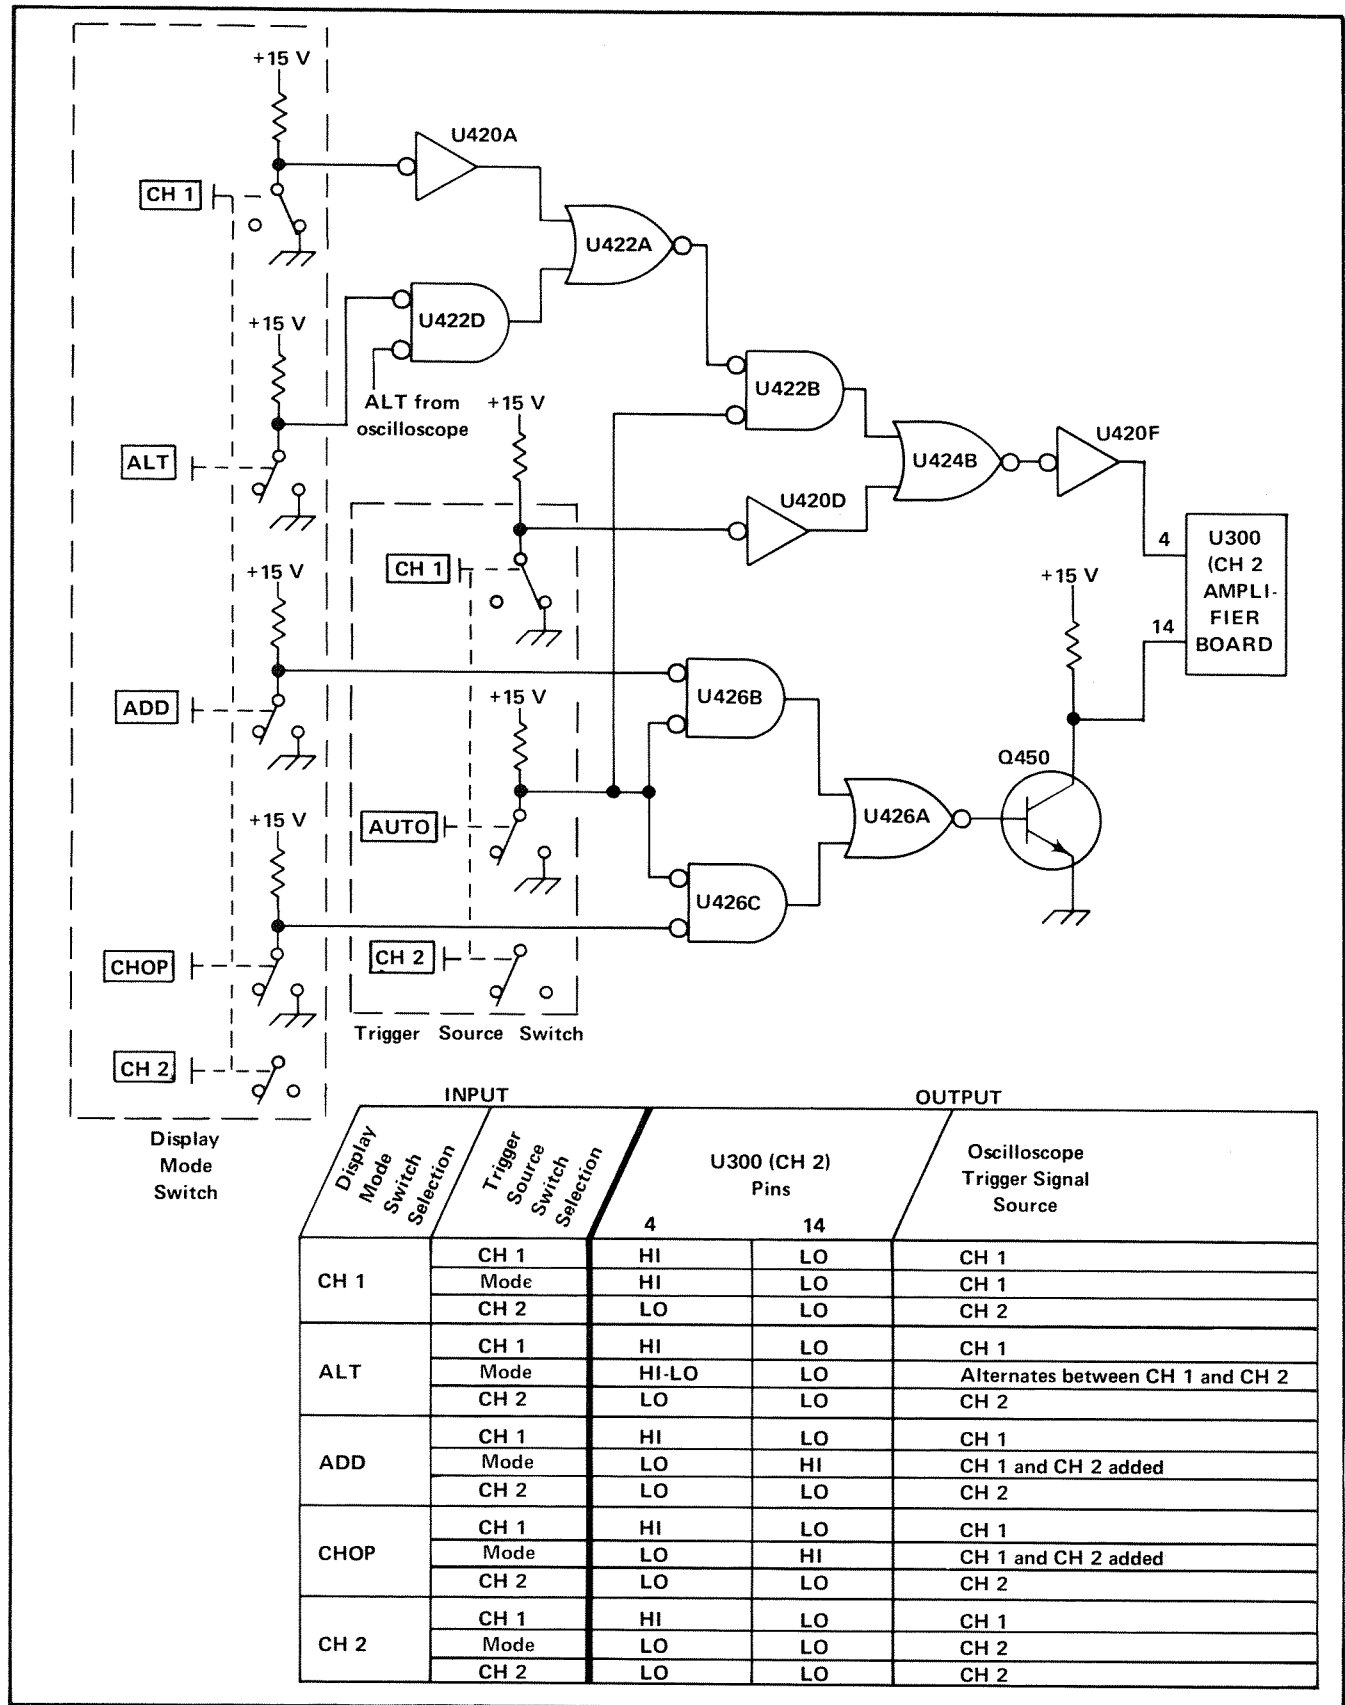 +15 V
U420A
CH 1
U422A
+15 V
U422D
ALT from
oscilloscope
+15 V
U422B
ALT
U424B
U420F
U420D
CH 1
4
U300
(CH 2
AMPLI-
FIER
BOARD
14
+15 V
+15 V
ADD
U426B
+15 V
Q450
+15 V
AUTO
U426A
U426C
CHOP
CH 2
Trigger Source Switch
CH 2
Display
Mode
Switch
INPUT
OUTPUT
Display
Mode
Switch
Selection
Trigger
Source
Switch
Selection
U300 (CH 2)
Pins
4 14
Oscilloscope
Trigger Signal
Source
CH 1
CH 1 HI LO CH 1
Mode HI LO CH 1
CH 2 LO LO CH 2
ALT
CH 1 HI LO CH 1
Mode HI-LO LO Alternates between CH 1 and CH 2
CH 2 LO LO CH 2
ADD
CH 1 HI LO CH 1
Mode LO HI CH 1 and CH 2 added
CH 2 LO LO CH 2
CHOP
CH 1 HI LO CH 1
Mode LO HI CH 1 and CH 2 added
CH 2 LO LO CH 2
CH 2
CH 1 HI LO CH 1
Mode LO LO CH 2
CH 2 LO LO CH 2